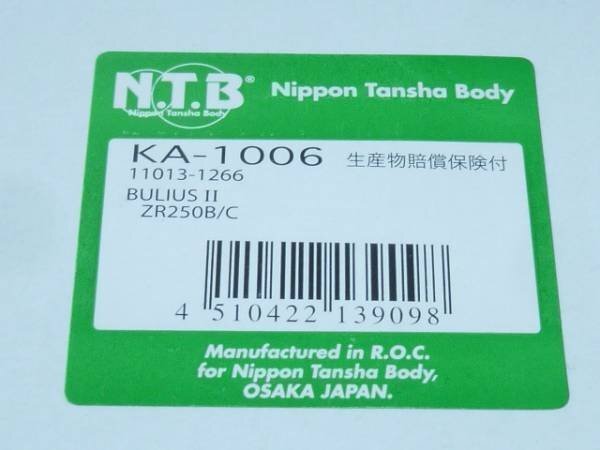 N.T.B® Nippon Tansha Body
Nippon Tansha Body
KA-1006 生産物賠償保険付
11013-1266
BULIUS II
ZR250B/C
4 510422 139098
Manufactured in R.O.C.
for Nippon Tansha Body,
OSAKA JAPAN.